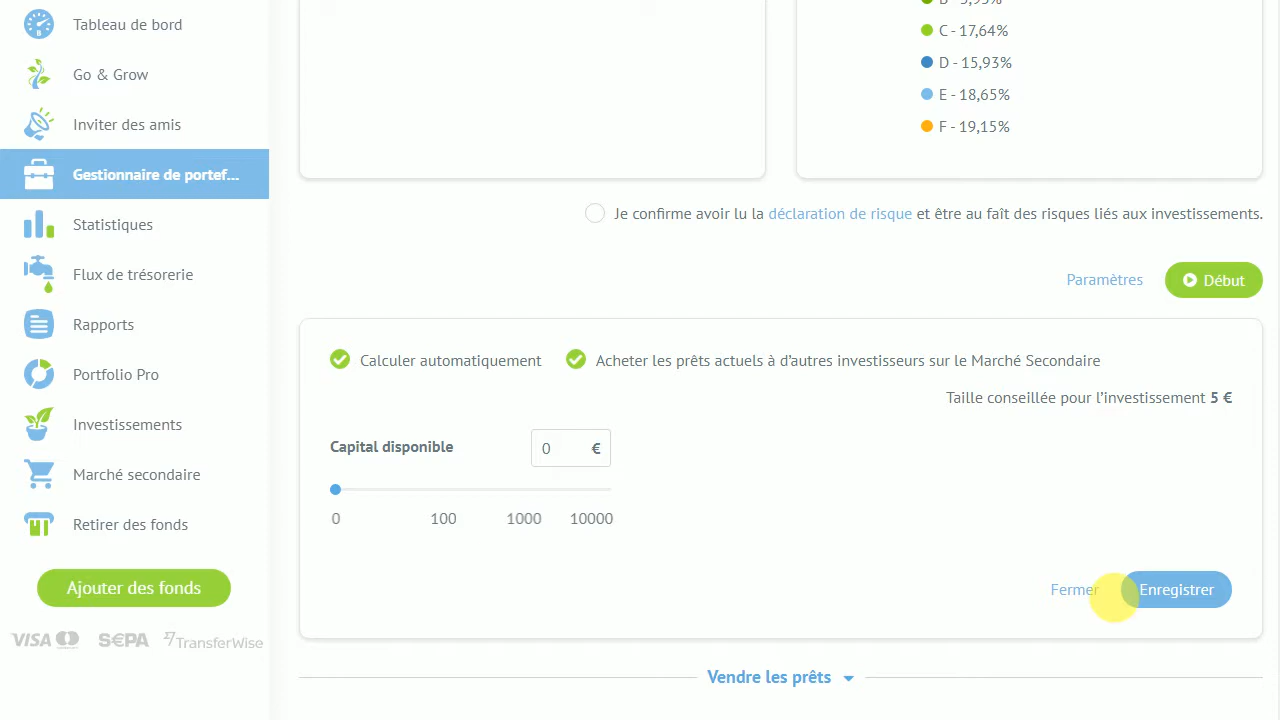 Tableau de bord
Go & Grow
Inviter des amis
Gestionnaire de portef...
Statistiques
Flux de trésorerie
Rapports
Portfolio Pro
Investissements
Marché secondaire
Retirer des fonds
Ajouter des fonds
VISA SEPA TransferWise
C - 17,64%
D - 15,93%
E - 18,65%
F - 19,15%
Je confirme avoir lu la déclaration de risque et être au faît des risques liés aux investissements.
Paramètres Début
Calculer automatiquement Acheter les prêts actuels à d’autres investisseurs sur le Marché Secondaire
Taille conseillée pour l’investissement 5 €
Capital disponible 0 €
0 100 1000 10000
Fermer Enregistrer
Vendre les prêts